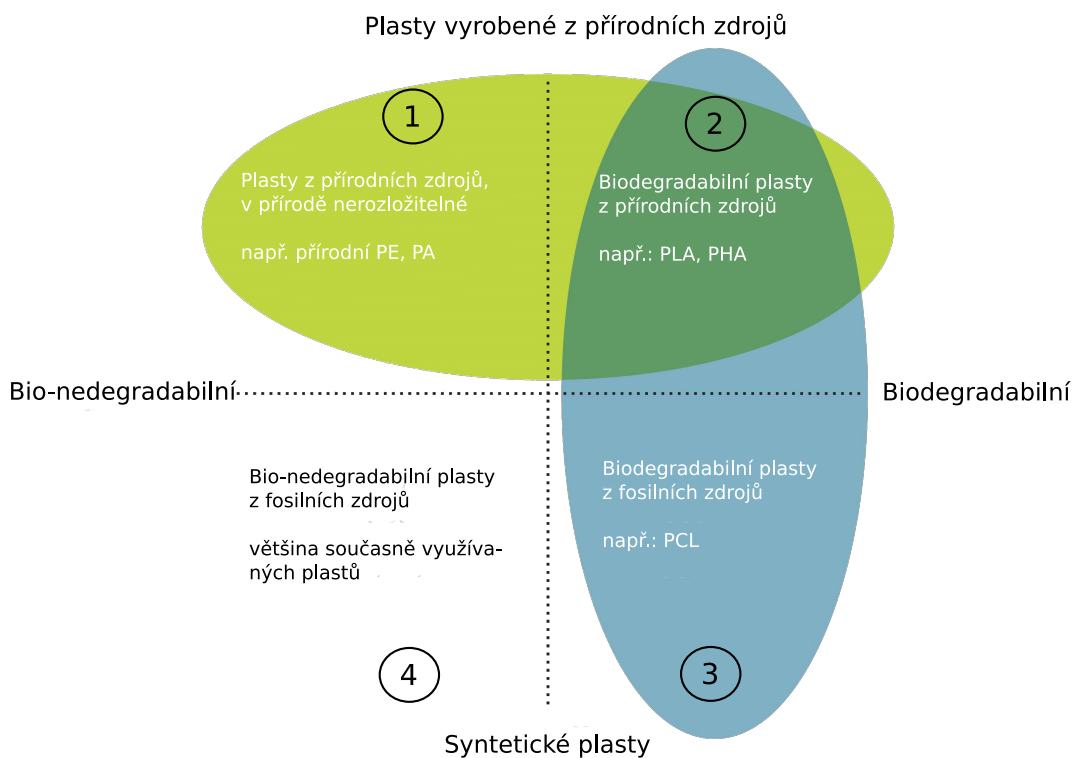 Plasty vyrobené z přírodních zdrojů
1
Plasty z přírodních zdrojů,
v přírodě nerozložitelné
např. přírodní PE, PA
2
Biodegradabilní plasty
z přírodních zdrojů
např.: PLA, PHA
Bio-nedegradabilní
Biodegradabilní
Bio-nedegradabilní plasty
z fosilních zdrojů
většina současně využíva-
ných plastů
4
Biodegradabilní plasty
z fosilních zdrojů
např.: PCL
3
Syntetické plasty